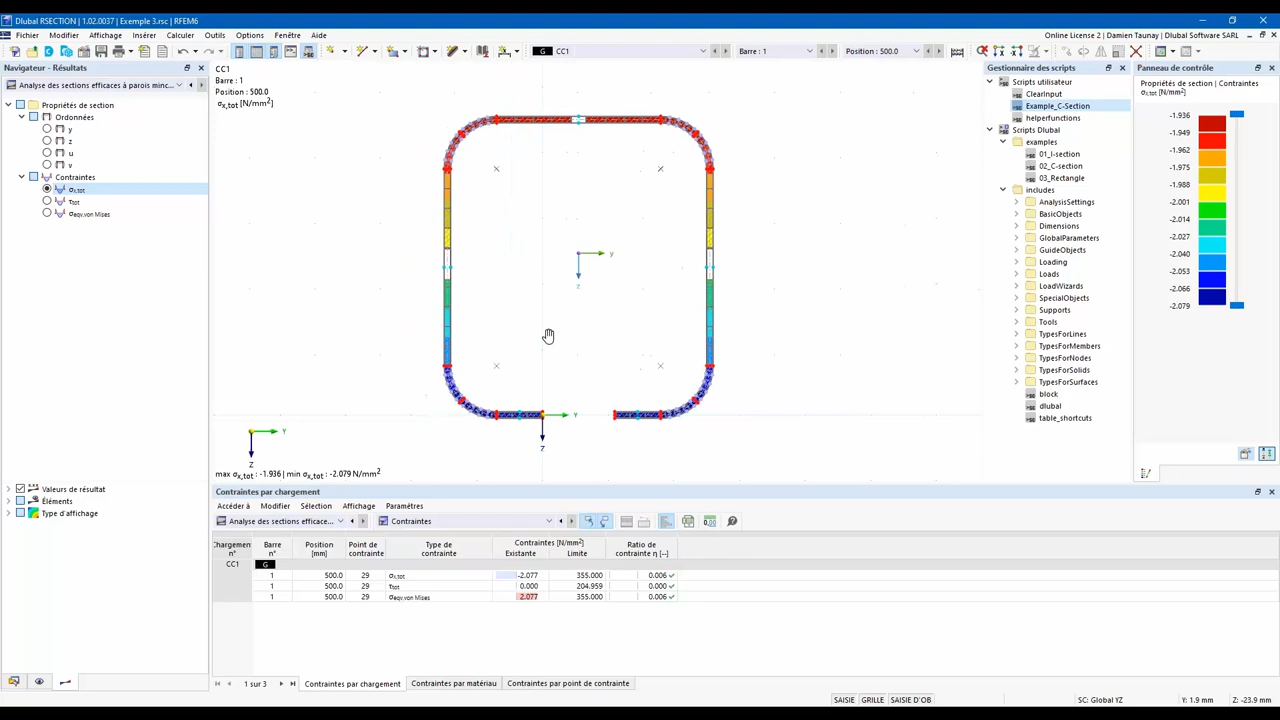 Dlubal RSECTION | 1.02.0037 | Exemple 3.rsc | RFEM6
Fichier Modifier Affichage Insérer Calculer Outils Options Fenêtre Aide
Online License 2 | Damien Taunay | Dlubal Software SARL
G CC1 Barre : 1 Position : 500.0
Navigateur - Résultats
Analyse des sections efficaces à parois minc...
Propriétés de section
Ordonnées
y
z
u
v
Contraintes
σx,tot
τtot
σeqv,von Mises
Valeurs de résultat
Éléments
Type d'affichage
CC1
Barre : 1
Position : 500.0
σx,tot [N/mm2]
y
z
Y
Z
Y
Z
max σx,tot : -1.936 | min σx,tot : -2.079 N/mm2
Gestionnaire des scripts
Scripts utilisateur
ClearInput
Example_C-Section
helperfunctions
Scripts Dlubal
examples
01_I-section
02_C-section
03_Rectangle
includes
AnalysisSettings
BasicObjects
Dimensions
GlobalParameters
GuideObjects
Loading
Loads
LoadWizards
SpecialObjects
Supports
Tools
TypesForLines
TypesForMembers
TypesForNodes
TypesForSolids
TypesForSurfaces
block
dlubal
table_shortcuts
Panneau de contrôle
Propriétés de section | Contraintes
σx,tot [N/mm2]
-1.936
-1.949
-1.962
-1.975
-1.988
-2.001
-2.014
-2.027
-2.040
-2.053
-2.066
-2.079
Contraintes par chargement
Accéder à Modifier Sélection Affichage Paramètres
Analyse des sections efficace... Contraintes
Chargement n° Barre n° Position [mm] Point de contrainte Type de contrainte Contraintes [N/mm2] Existante Limite Ratio de contrainte η [--]
CC1 G
1 500.0 29 σx,tot -2.077 355.000 0.006 ✓
1 500.0 29 τtot 0.000 204.959 0.000 ✓
1 500.0 29 σeqv,von Mises 2.077 355.000 0.006 ✓
1 sur 3 Contraintes par chargement Contraintes par matériau Contraintes par point de contrainte
SAISIE GRILLE SAISIE D'OB SC: Global YZ Y: 1.9 mm Z: -23.9 mm